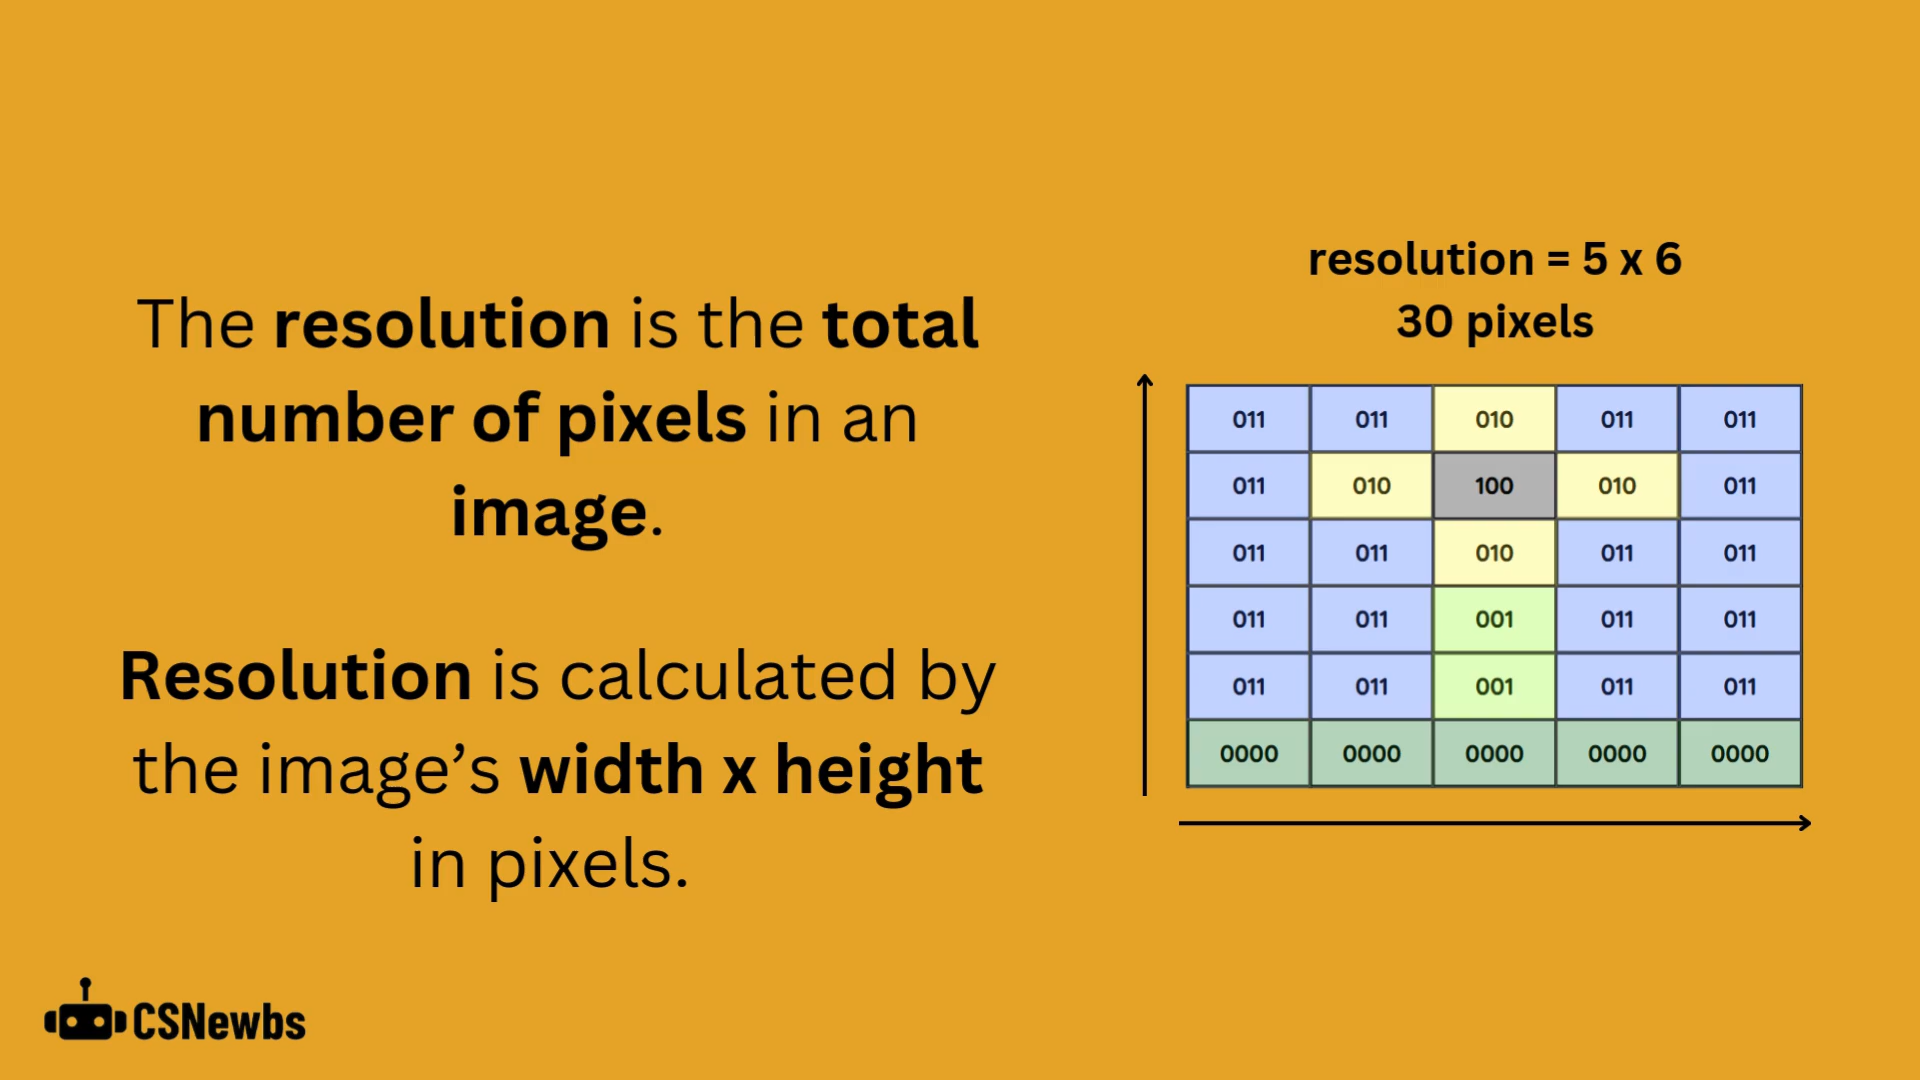 The resolution is the total
number of pixels in an
image.
Resolution is calculated by
the image’s width x height
in pixels.
resolution = 5 x 6
30 pixels
011 011 010 011 011
011 010 100 010 011
011 011 010 011 011
011 011 001 011 011
011 011 001 011 011
0000 0000 0000 0000 0000
CSNewbs